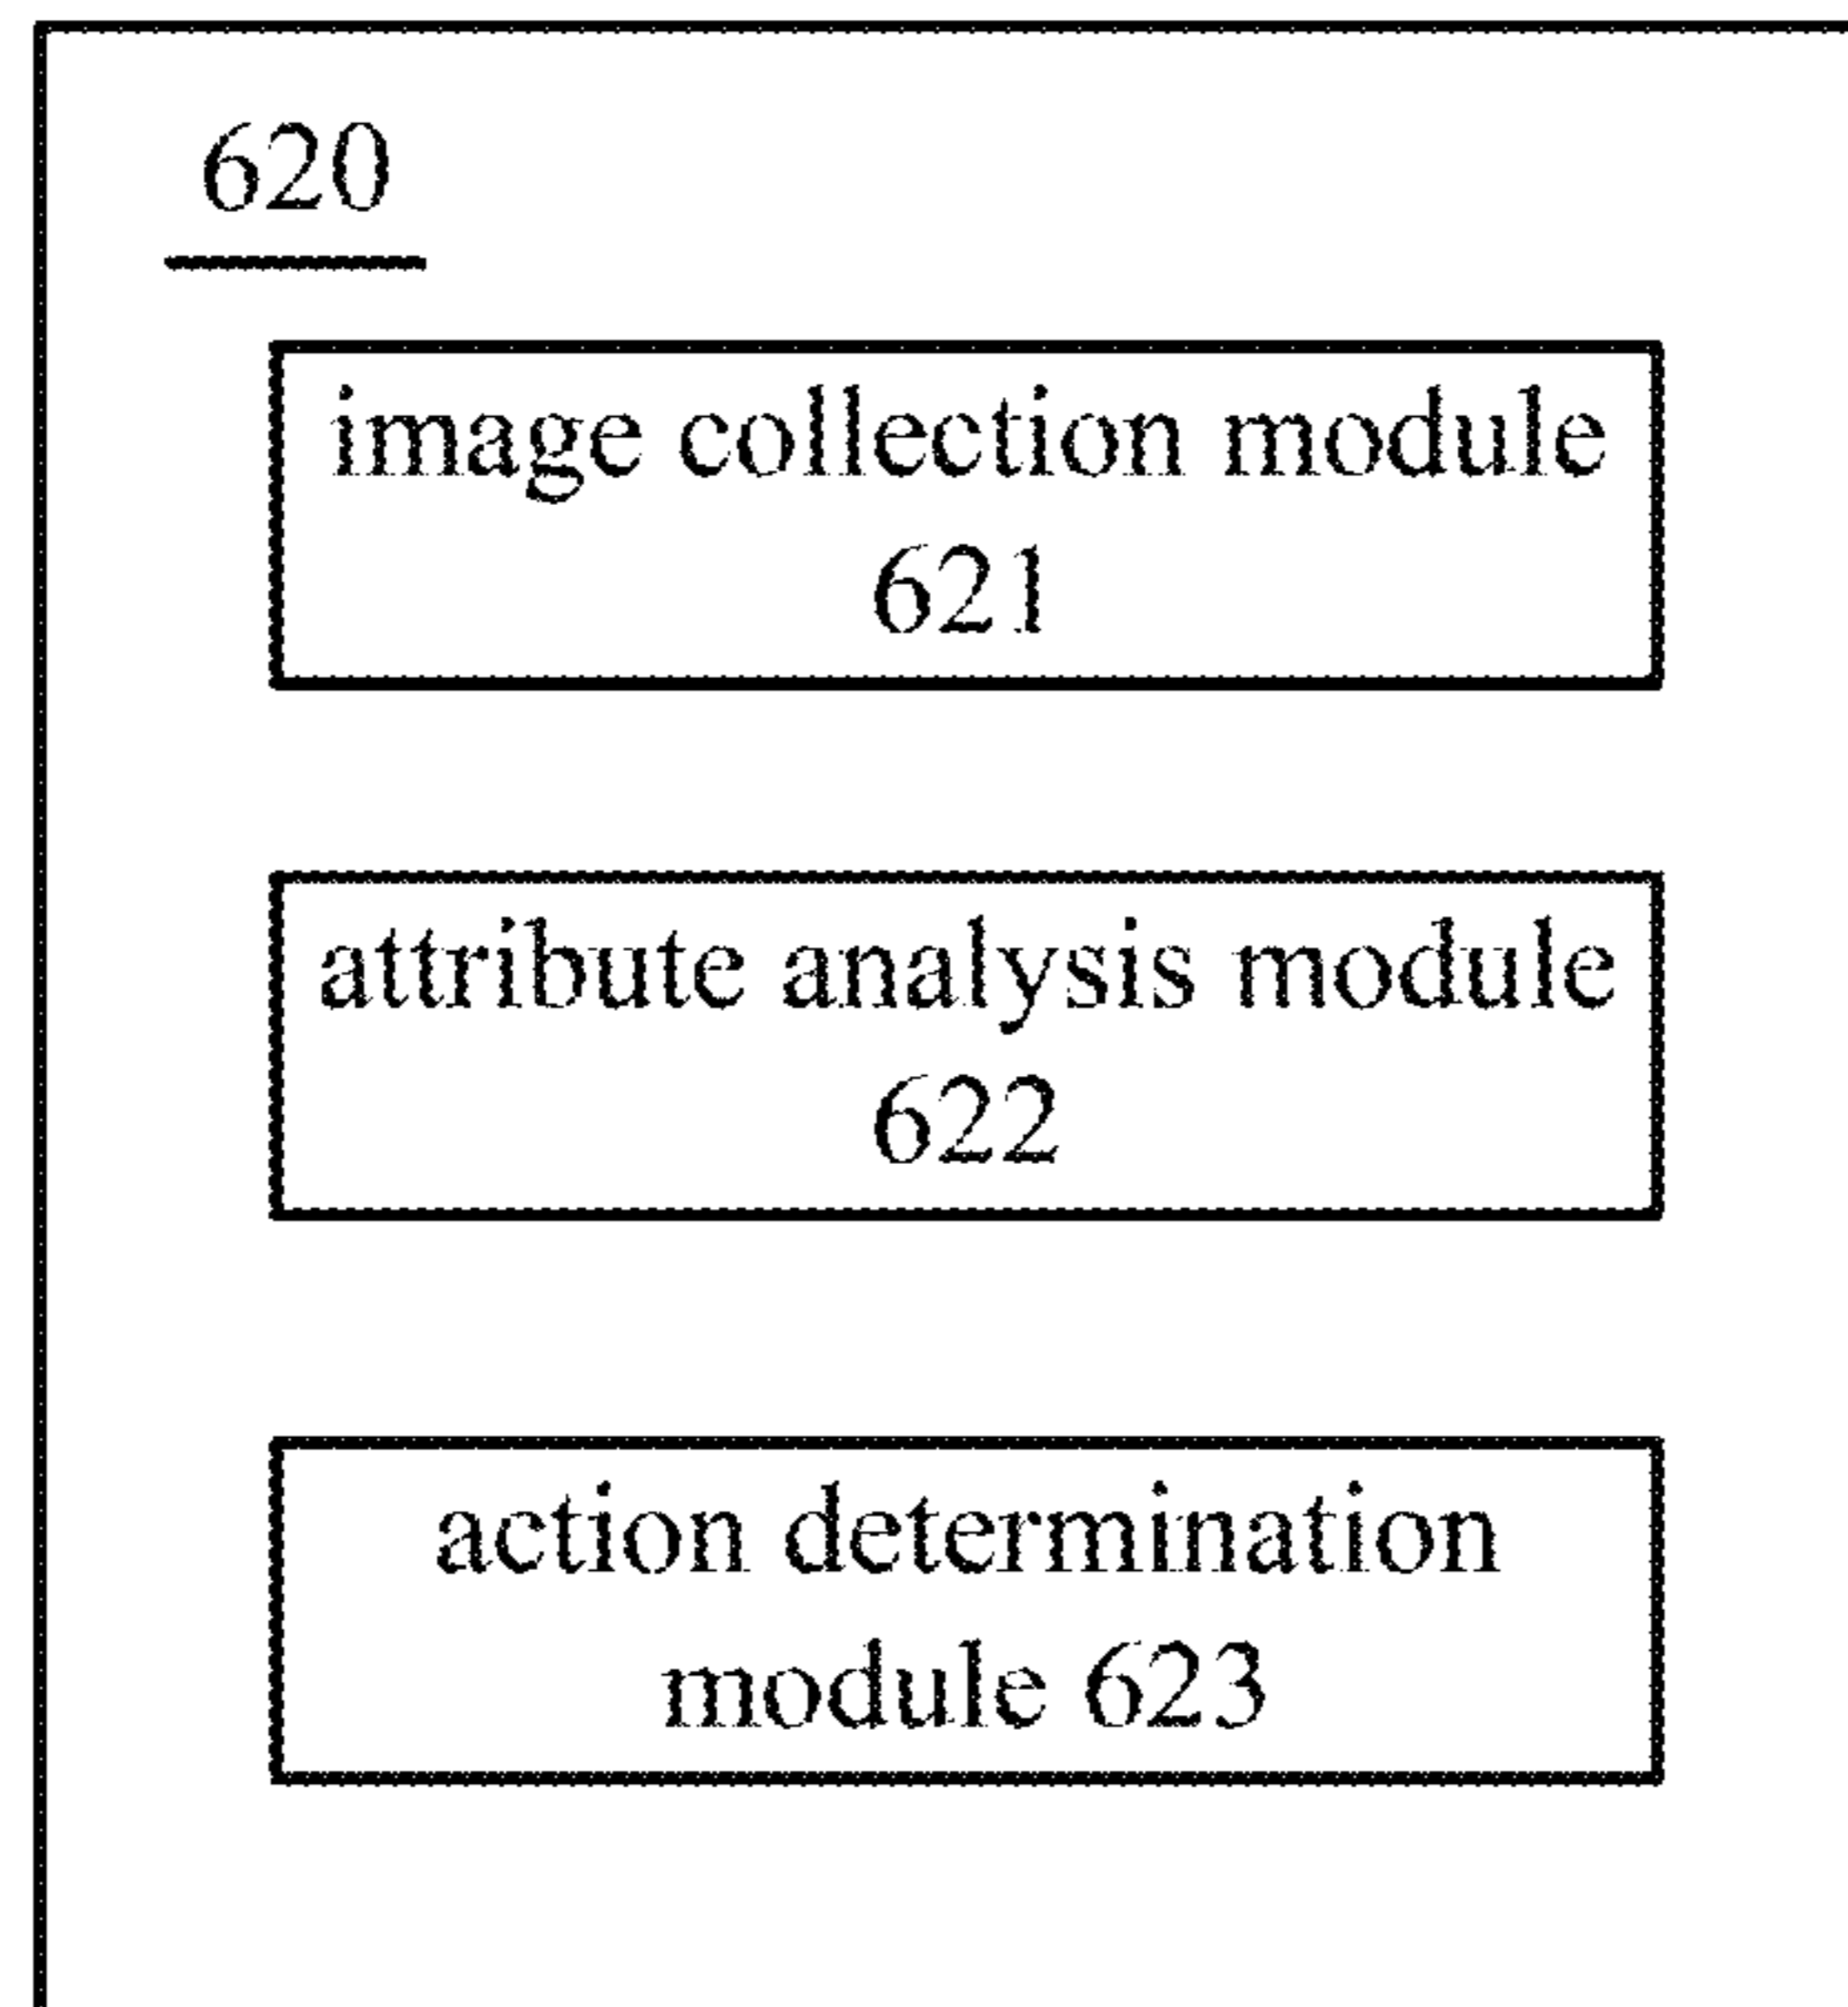 620
image collection module
621
attribute analysis module
622
action determination
module 623